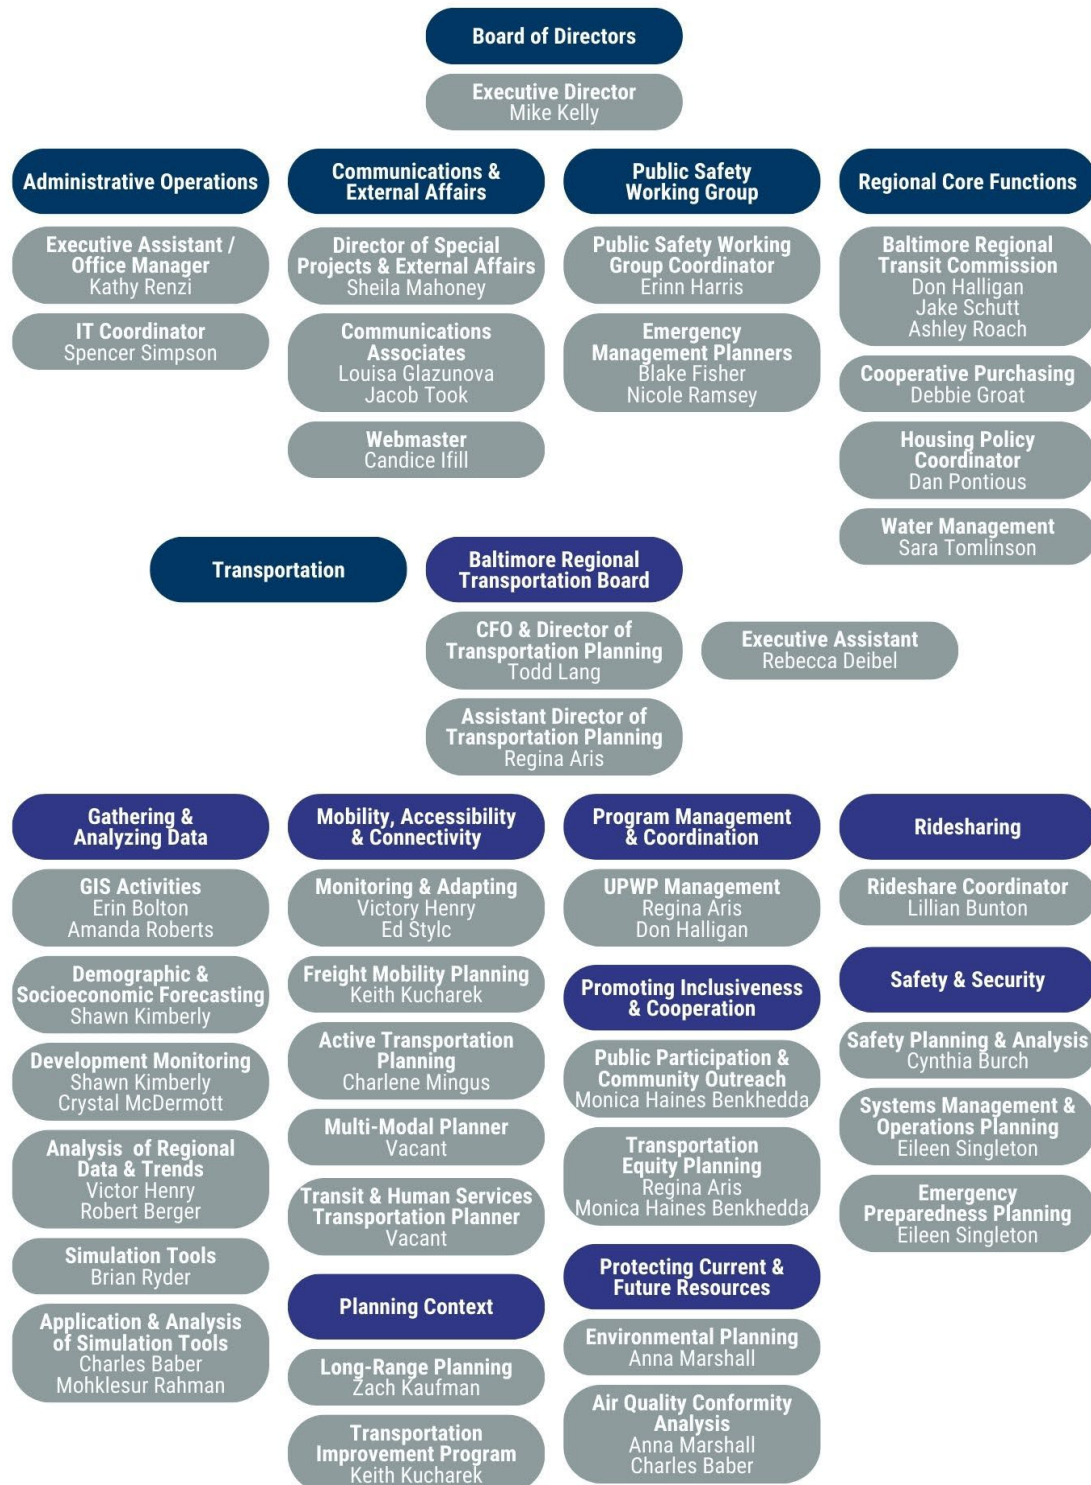 Board of Directors
Executive Director
Mike Kelly
Administrative Operations
Executive Assistant /
Office Manager
Kathy Renzi
IT Coordinator
Spencer Simpson
Communications &
External Affairs
Director of Special
Projects & External Affairs
Sheila Mahoney
Communications
Associates
Louisa Glazunova
Jacob Took
Webmaster
Candice Ifill
Public Safety
Working Group
Public Safety Working
Group Coordinator
Erinn Harris
Emergency
Management Planners
Blake Fisher
Nicole Ramsey
Regional Core Functions
Baltimore Regional
Transit Commission
Don Halligan
Jake Schutt
Ashley Roach
Cooperative Purchasing
Debbie Groat
Housing Policy
Coordinator
Dan Pontious
Water Management
Sara Tomlinson
Transportation
Baltimore Regional
Transportation Board
CFO & Director of
Transportation Planning
Todd Lang
Executive Assistant
Rebecca Deibel
Assistant Director of
Transportation Planning
Regina Aris
Gathering &
Analyzing Data
GIS Activities
Erin Bolton
Amanda Roberts
Demographic &
Socioeconomic Forecasting
Shawn Kimberly
Development Monitoring
Shawn Kimberly
Crystal McDermott
Analysis of Regional
Data & Trends
Victor Henry
Robert Berger
Simulation Tools
Brian Ryder
Application & Analysis
of Simulation Tools
Charles Baber
Mohklesur Rahman
Mobility, Accessibility
& Connectivity
Monitoring & Adapting
Victory Henry
Ed Stylc
Freight Mobility Planning
Keith Kucharek
Active Transportation
Planning
Charlene Mingus
Multi-Modal Planner
Vacant
Transit & Human Services
Transportation Planner
Vacant
Planning Context
Long-Range Planning
Zach Kaufman
Transportation
Improvement Program
Keith Kucharek
Program Management
& Coordination
UPWP Management
Regina Aris
Don Halligan
Promoting Inclusiveness
& Cooperation
Public Participation &
Community Outreach
Monica Haines Benkhedda
Transportation
Equity Planning
Regina Aris
Monica Haines Benkhedda
Protecting Current &
Future Resources
Environmental Planning
Anna Marshall
Air Quality Conformity
Analysis
Anna Marshall
Charles Baber
Ridesharing
Rideshare Coordinator
Lillian Bunton
Safety & Security
Safety Planning & Analysis
Cynthia Burch
Systems Management &
Operations Planning
Eileen Singleton
Emergency
Preparedness Planning
Eileen Singleton